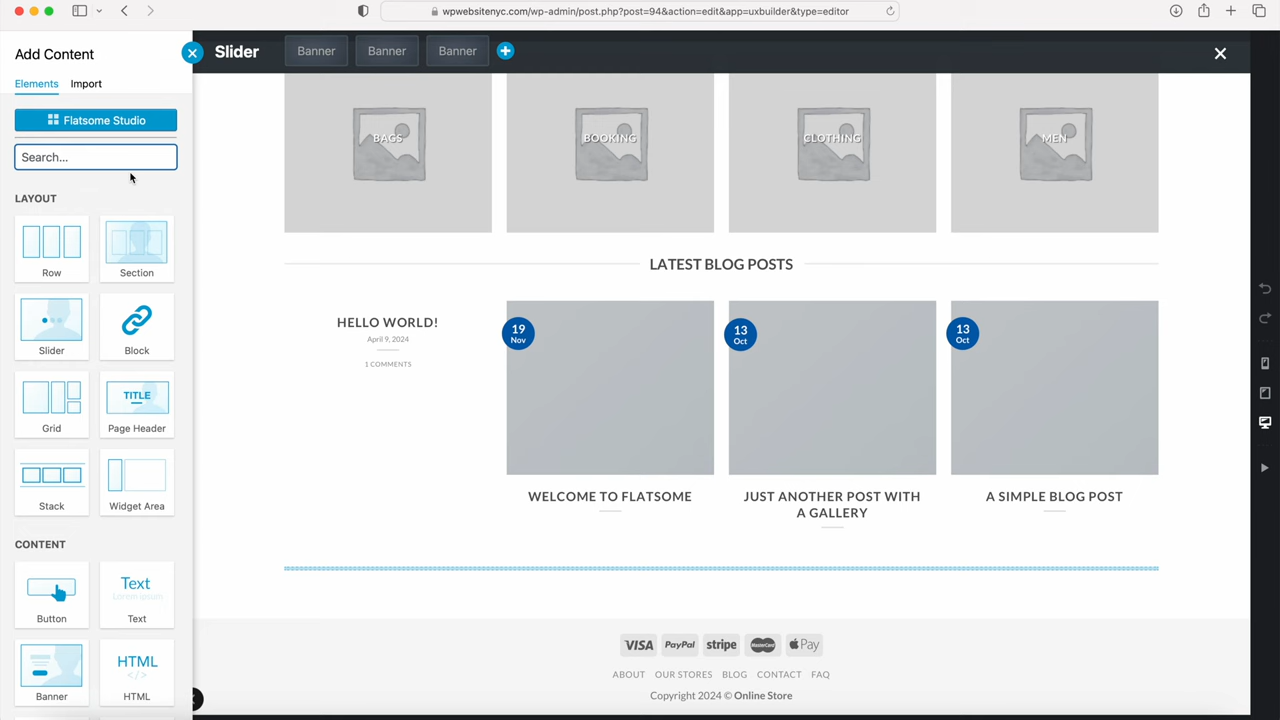 wpwebsitenyc.com/wp-admin/post.php?post=94&action=edit&app=uxbuilder&type=editor
Add Content
Elements
Import
Flatsome Studio
Search...
LAYOUT
Row
Section
Slider
Block
Grid
TITLE
Page Header
Stack
Widget Area
CONTENT
Button
Text
Lorem ipsum
Text
Banner
HTML
</>
HTML
Slider
Banner
Banner
Banner
BAGS
BOOKING
CLOTHING
MEN
LATEST BLOG POSTS
HELLO WORLD!
April 9, 2024
1 COMMENTS
19
Nov
WELCOME TO FLATSOME
13
Oct
JUST ANOTHER POST WITH
A GALLERY
13
Oct
A SIMPLE BLOG POST
VISA
PayPal
stripe
MasterCard
Pay
ABOUT
OUR STORES
BLOG
CONTACT
FAQ
Copyright 2024 © Online Store